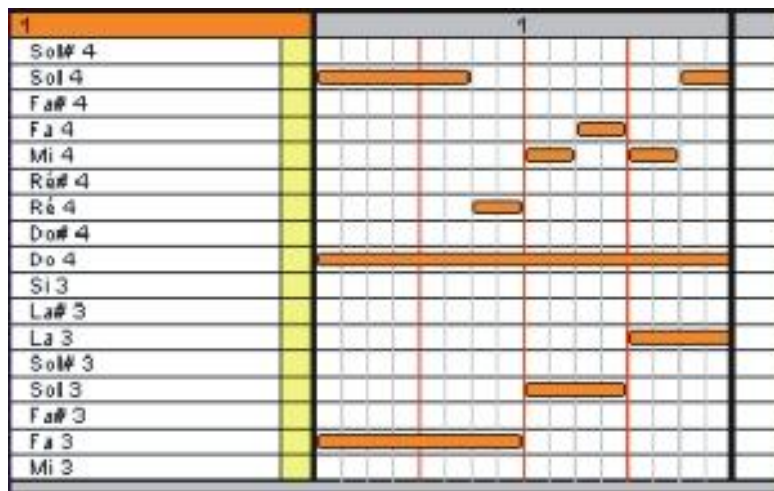 1 1
Sol# 4
Sol 4
Fa# 4
Fa 4
Mi 4
Ré# 4
Ré 4
Do# 4
Do 4
Si 3
La# 3
La 3
Sol# 3
Sol 3
Fa# 3
Fa 3
Mi 3